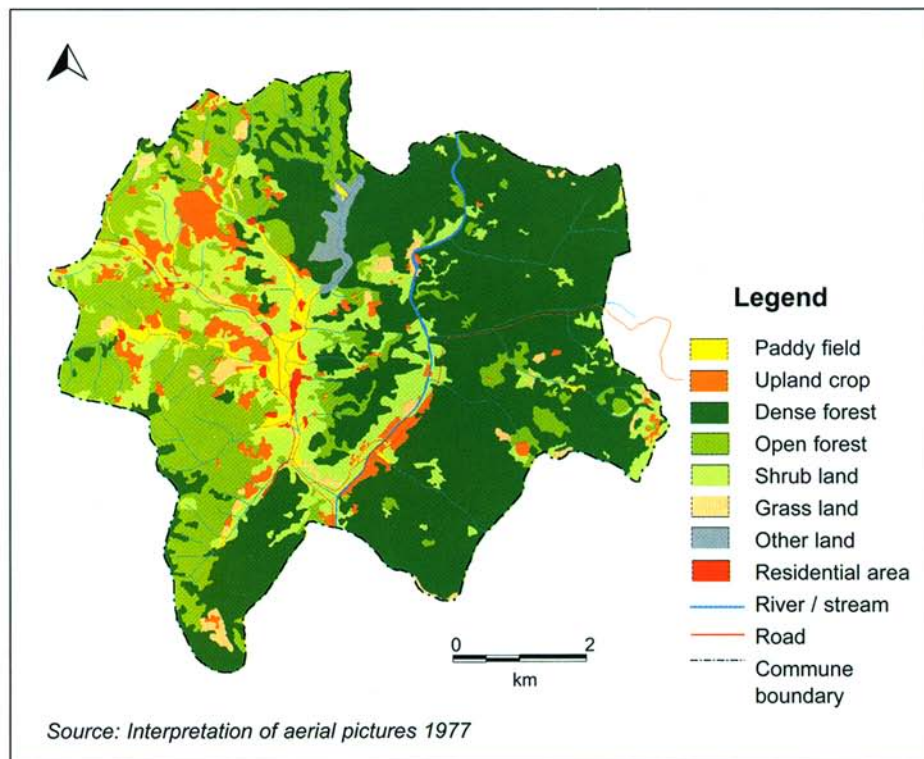 Legend
Paddy field
Upland crop
Dense forest
Open forest
Shrub land
Grass land
Other land
Residential area
River / stream
Road
Commune
boundary
0 2
km
Source: Interpretation of aerial pictures 1977